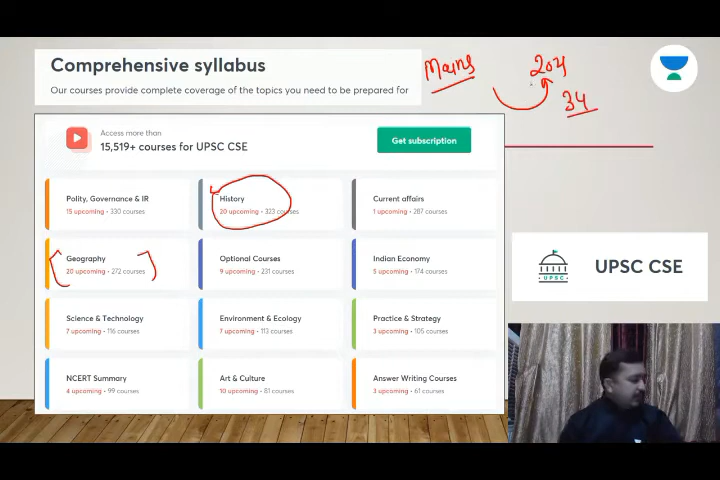 Comprehensive syllabus
Our courses provide complete coverage of the topics you need to be prepared for
Mains
2021
34
Access more than
15,519+ courses for UPSC CSE
Get subscription
Polity, Governance & IR
15 upcoming • 330 courses
History
20 upcoming • 323 courses
Current affairs
1 upcoming • 287 courses
Geography
20 upcoming • 272 courses
Optional Courses
9 upcoming • 231 courses
Indian Economy
5 upcoming • 174 courses
UPSC
UPSC CSE
Science & Technology
7 upcoming • 116 courses
Environment & Ecology
7 upcoming • 113 courses
Practice & Strategy
3 upcoming • 105 courses
NCERT Summary
4 upcoming • 99 courses
Art & Culture
10 upcoming • 81 courses
Answer Writing Courses
3 upcoming • 61 courses